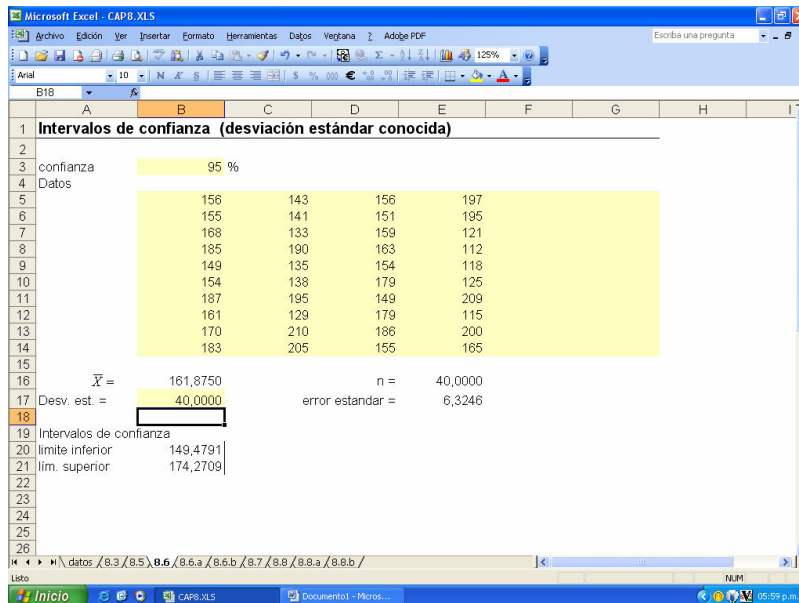 Microsoft Excel - CAP8.XLS
Archivo Edición Ver Insertar Formato Herramientas Datos Ventana ? Adobe PDF Escriba una pregunta
125%
Arial 10 N K S $ % 000 €
B18 fx
A B C D E F G H I
1 Intervalos de confianza (desviación estándar conocida)
2
3 confianza 95 %
4 Datos
5 156 143 156 197
6 155 141 151 195
7 168 133 159 121
8 185 190 163 112
9 149 135 154 118
10 154 138 179 125
11 187 195 149 209
12 161 129 179 115
13 170 210 186 200
14 183 205 155 165
15
16 X̅ = 161,8750 n = 40,0000
17 Desv. est. = 40,0000 error estandar = 6,3246
18
19 Intervalos de confianza
20 limite inferior 149,4791
21 lím. superior 174,2709
22
23
24
25
26
datos / 8.3 / 8.5 \ 8.6 / 8.6.a / 8.6.b / 8.7 / 8.8 / 8.8.a / 8.8.b /
Listo NUM
Inicio CAP8.XLS Documento1 - Micros... 05:59 p.m.